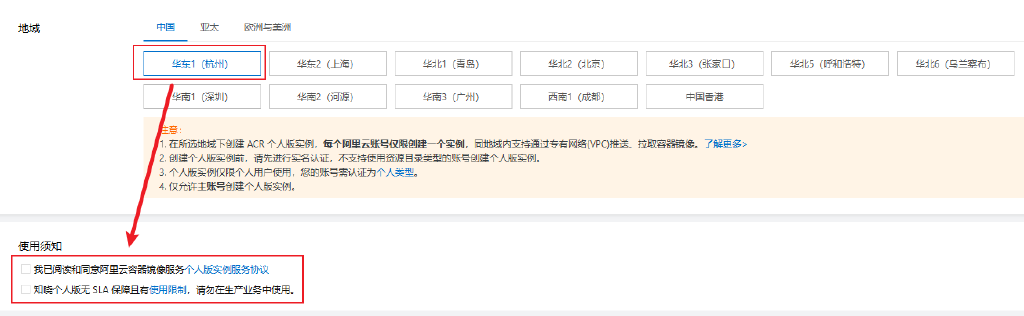 地域
中国 亚太 欧洲与美洲
华东1（杭州） 华东2（上海） 华北1（青岛） 华北2（北京） 华北3（张家口） 华北5（呼和浩特） 华北6（乌兰察布）
华南1（深圳） 华南2（河源） 华南3（广州） 西南1（成都） 中国香港
注意：
1. 在所选地域下创建 ACR 个人版实例，每个阿里云账号仅限创建一个实例，同地域内支持通过专有网络(VPC)推送、拉取容器镜像。了解更多>
2. 创建个人版实例前，请先进行实名认证，不支持使用资源目录类型的账号创建个人版实例。
3. 个人版实例仅限个人用户使用，您的账号需认证为个人类型。
4. 仅允许主账号创建个人版实例。
使用须知
我已阅读和同意阿里云容器镜像服务个人版实例服务协议
知晓个人版无 SLA 保障且有使用限制，请勿在生产业务中使用。